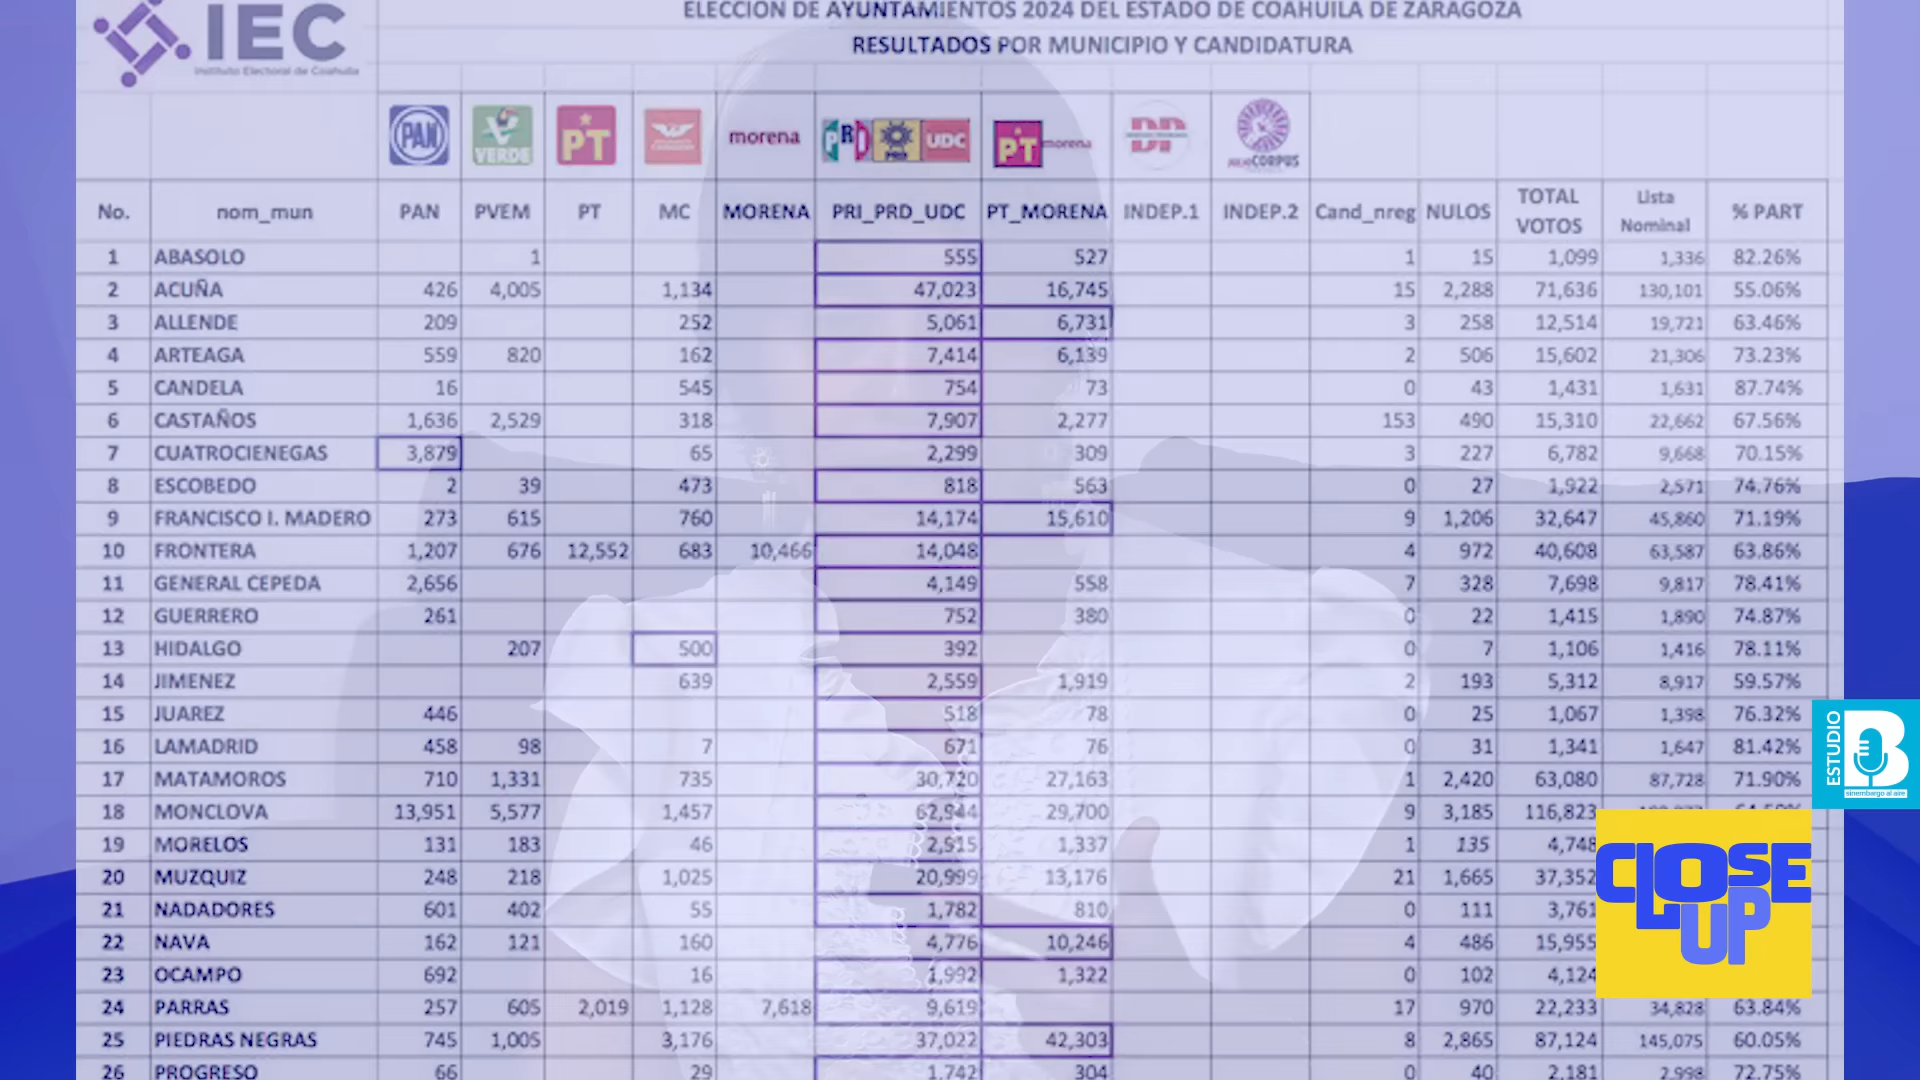 IEC
Instituto Electoral de Coahuila
ELECCIÓN DE AYUNTAMIENTOS 2024 DEL ESTADO DE COAHUILA DE ZARAGOZA
RESULTADOS POR MUNICIPIO Y CANDIDATURA
PAN VERDE PT morena PRI PRD UDC PT morena CORPUS
No. nom_mun PAN PVEM PT MC MORENA PRI_PRD_UDC PT_MORENA INDEP.1 INDEP.2 Cand_nreg NULOS TOTAL VOTOS Lista Nominal % PART
1 ABASOLO 1 555 527 1 15 1,099 1,336 82.26%
2 ACUÑA 426 4,005 1,134 47,023 16,745 15 2,288 71,636 130,101 55.06%
3 ALLENDE 209 252 5,061 6,731 3 258 12,514 19,721 63.46%
4 ARTEAGA 559 820 162 7,414 6,139 2 506 15,602 21,306 73.23%
5 CANDELA 16 545 754 73 0 43 1,431 1,631 87.74%
6 CASTAÑOS 1,636 2,529 318 7,907 2,277 153 490 15,310 22,662 67.56%
7 CUATROCIENEGAS 3,879 65 2,299 309 3 227 6,782 9,668 70.15%
8 ESCOBEDO 2 39 473 818 563 0 27 1,922 2,571 74.76%
9 FRANCISCO I. MADERO 273 615 760 14,174 15,610 9 1,206 32,647 45,860 71.19%
10 FRONTERA 1,207 676 12,552 683 10,466 14,048 4 972 40,608 63,587 63.86%
11 GENERAL CEPEDA 2,656 4,149 558 7 328 7,698 9,817 78.41%
12 GUERRERO 261 752 380 0 22 1,415 1,890 74.87%
13 HIDALGO 207 500 392 0 7 1,106 1,416 78.11%
14 JIMENEZ 639 2,559 1,919 2 193 5,312 8,917 59.57%
15 JUAREZ 446 518 78 0 25 1,067 1,398 76.32%
16 LAMADRID 458 98 7 671 76 0 31 1,341 1,647 81.42%
17 MATAMOROS 710 1,331 735 30,720 27,163 1 2,420 63,080 87,728 71.90%
18 MONCLOVA 13,951 5,577 1,457 62,944 29,700 9 3,185 116,823
19 MORELOS 131 183 46 2,915 1,337 1 135 4,748
20 MUZQUIZ 248 218 1,025 20,999 13,176 21 1,665 37,352
21 NADADORES 601 402 55 1,782 810 0 111 3,761
22 NAVA 162 121 160 4,776 10,246 4 486 15,955
23 OCAMPO 692 16 1,992 1,322 0 102 4,124
24 PARRAS 257 605 2,019 1,128 7,618 9,619 17 970 22,233 34,828 63.84%
25 PIEDRAS NEGRAS 745 1,005 3,176 37,022 42,303 8 2,865 87,124 145,075 60.05%
26 PROGRESO 66 29 1,742 304 0 40 2,181 2,998 72.75%
ESTUDIO B
sinembargo al aire
CLOSE UP